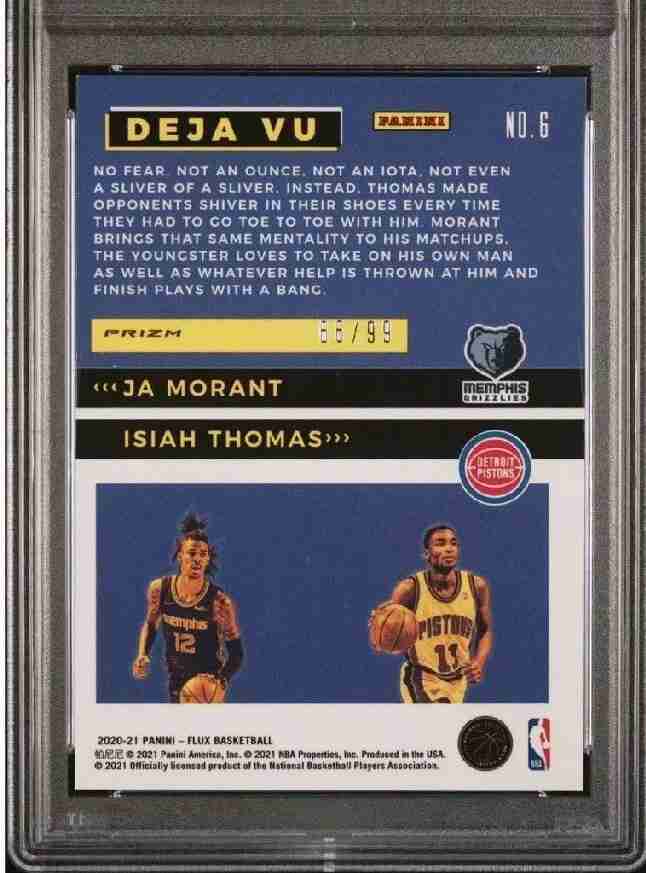 DEJA VU
PANINI
NO.6
NO FEAR. NOT AN OUNCE, NOT AN IOTA, NOT EVEN
A SLIVER OF A SLIVER. INSTEAD, THOMAS MADE
OPPONENTS SHIVER IN THEIR SHOES EVERY TIME
THEY HAD TO GO TOE TO TOE WITH HIM. MORANT
BRINGS THAT SAME MENTALITY TO HIS MATCHUPS.
THE YOUNGSTER LOVES TO TAKE ON HIS OWN MAN
AS WELL AS WHATEVER HELP IS THROWN AT HIM AND
FINISH PLAYS WITH A BANG.
PRIZM
66/99
‹‹‹ JA MORANT
MEMPHIS
GRIZZLIES
ISIAH THOMAS›››
DETROIT
PISTONS
memphis
12
PISTONS
11
2020-21 PANINI – FLUX BASKETBALL
帕尼尼 © 2021 Panini America, Inc. © 2021 NBA Properties, Inc. Produced in the USA.
© 2021 Officially licensed product of the National Basketball Players Association.
NBA